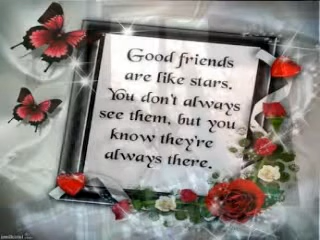 Good friends
are like stars.
You don't always
see them, but you
know they're
always there.